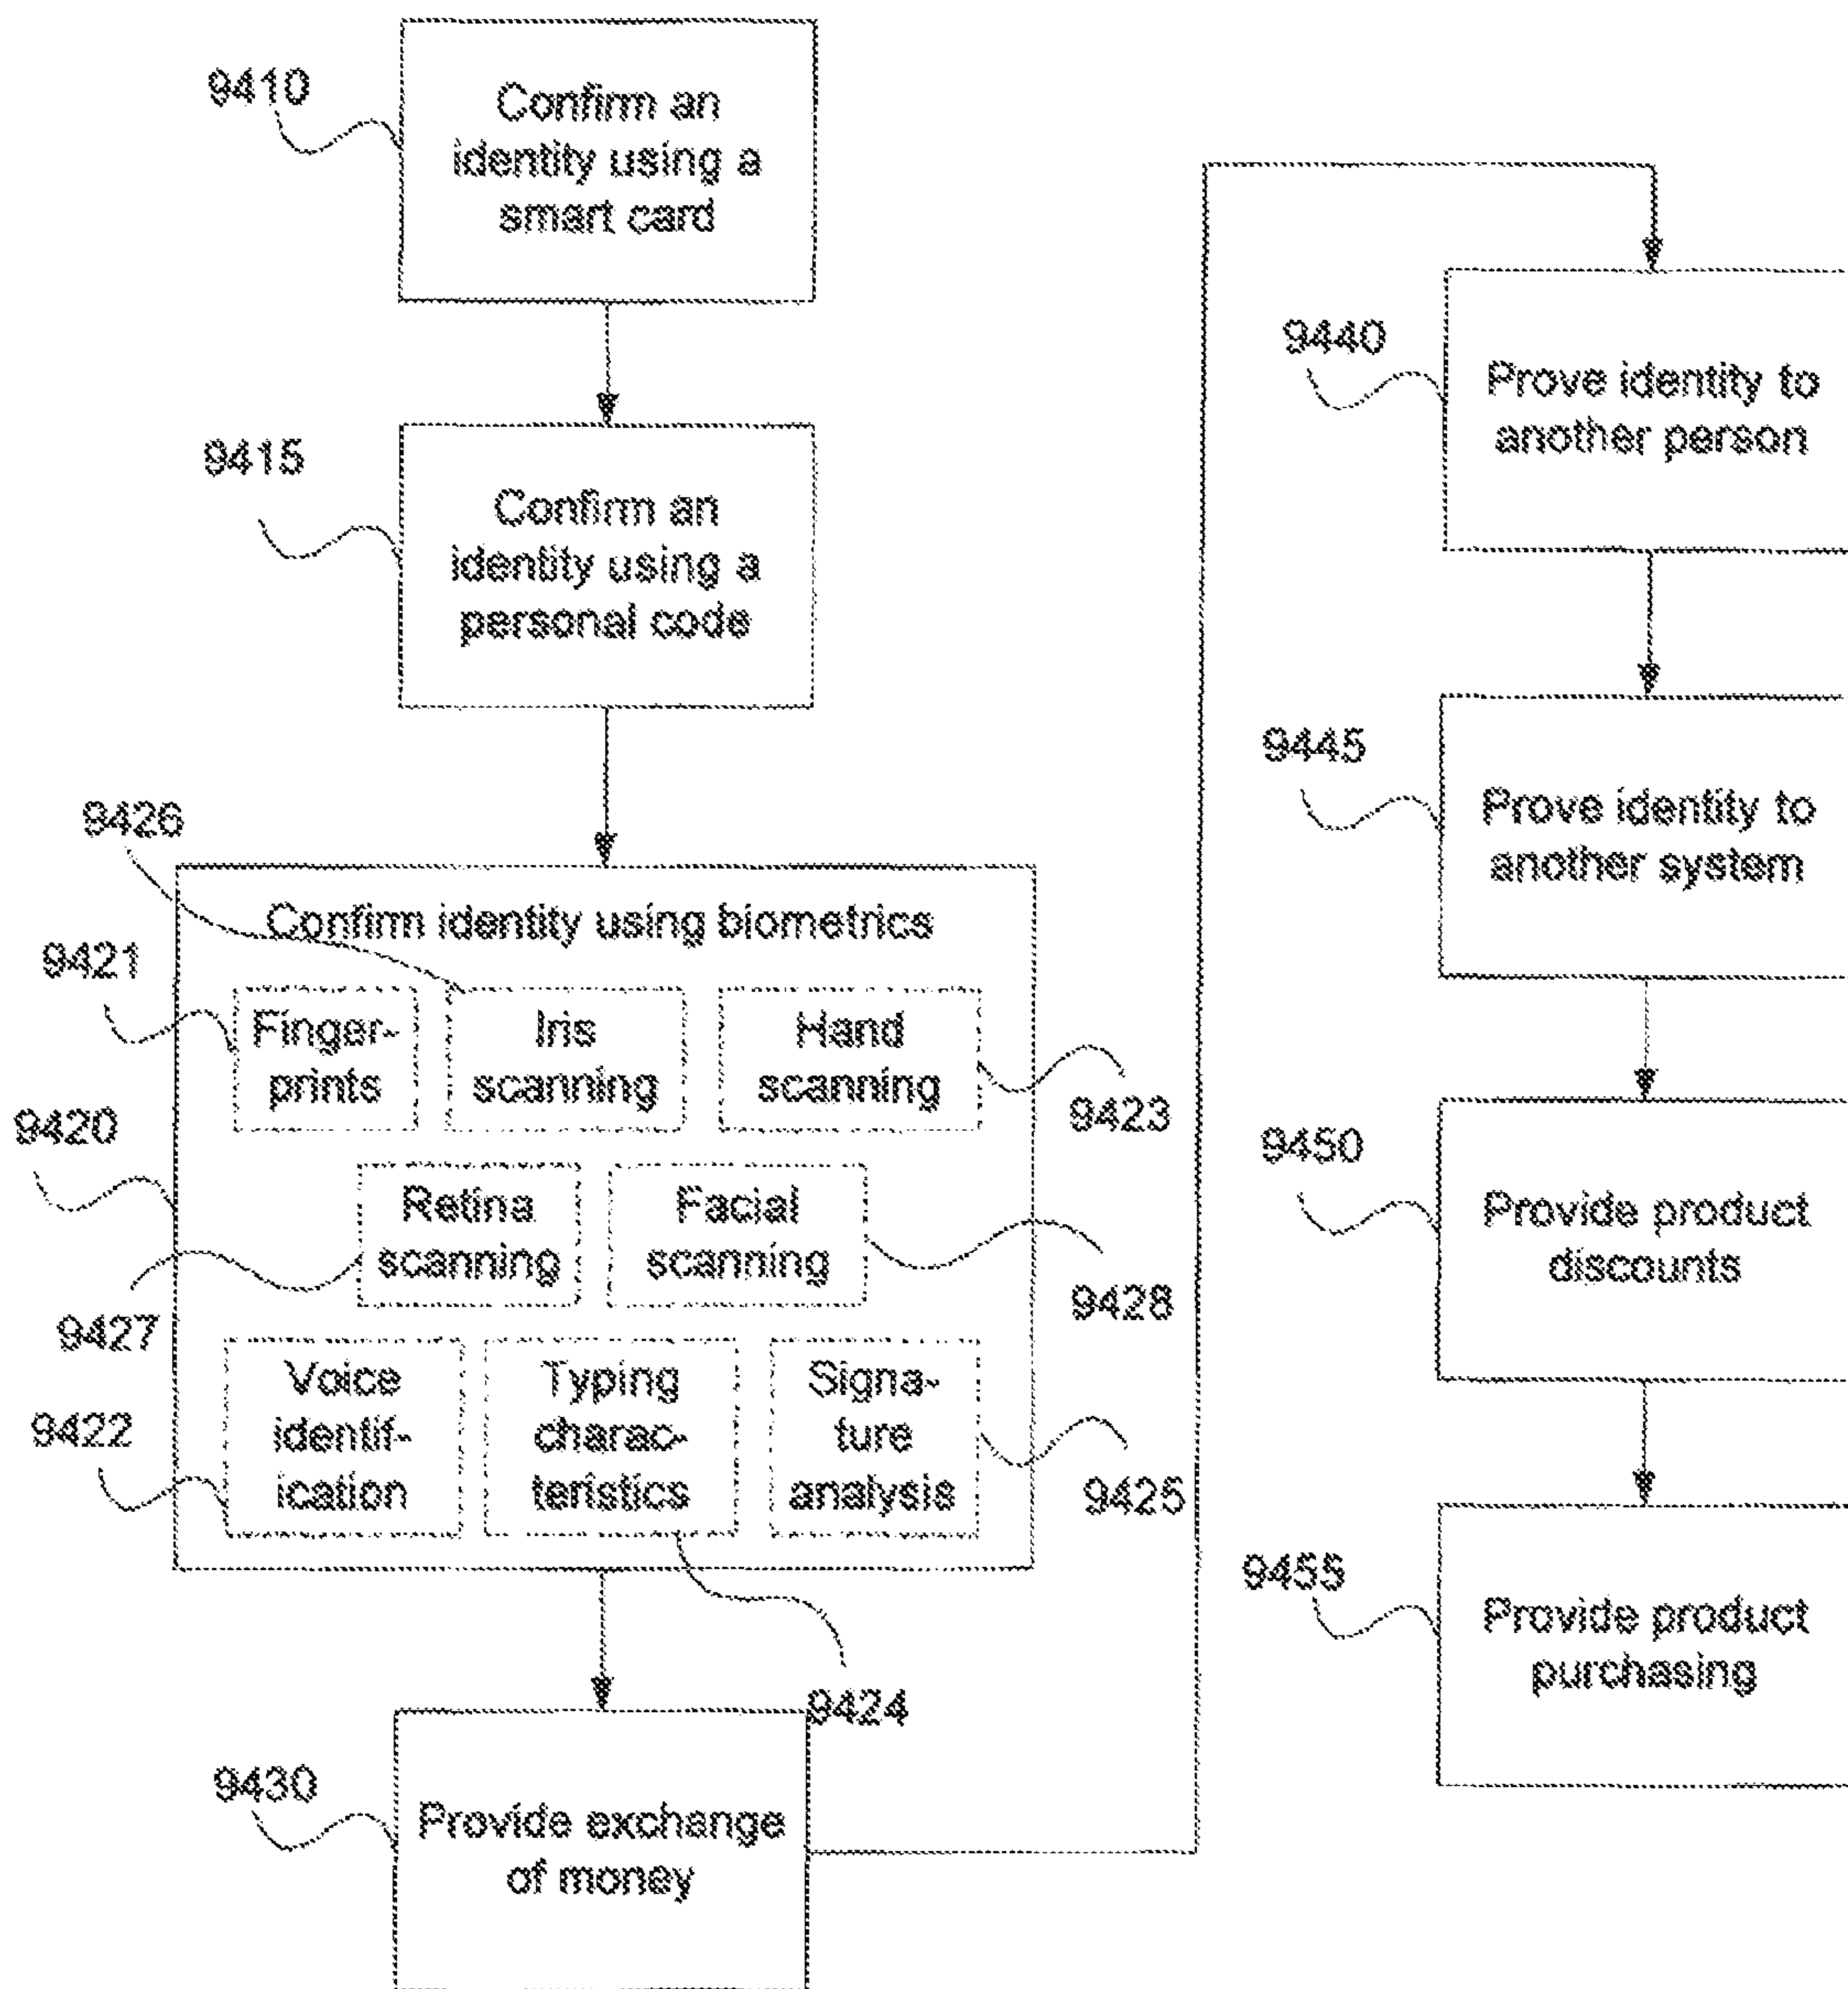 9410
Confirm an
identity using a
smart card
9415
Confirm an
identity using a
personal code
9426
Confirm identity using biometrics
9421
Finger-
prints
Iris
scanning
Hand
scanning
9423
9420
Retina
scanning
Facial
scanning
9427
9428
Voice
identif-
ication
Typing
charac-
teristics
Signa-
ture
analysis
9422
9425
9424
9430
Provide exchange
of money
9440
Prove identity to
another person
9445
Prove identity to
another system
9450
Provide product
discounts
9455
Provide product
purchasing